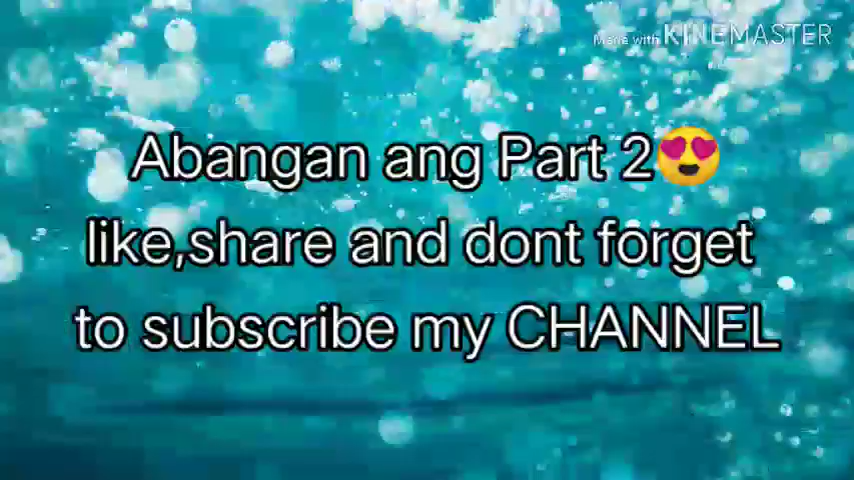 Made with KINEMASTER
Abangan ang Part 2😍
like,share and dont forget
to subscribe my CHANNEL